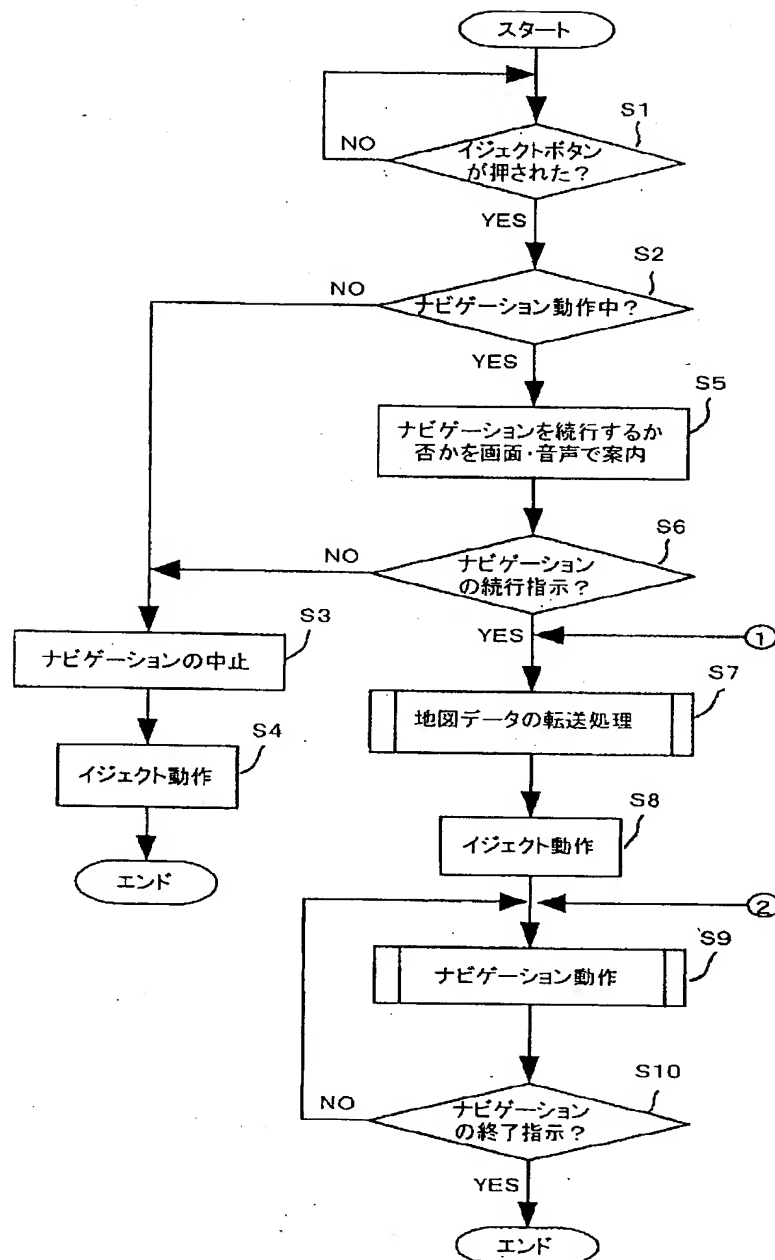 スタート
S1
イジェクトボタン
が押された？
NO
YES
S2
ナビゲーション動作中？
NO
YES
S5
ナビゲーションを続行するか
否かを画面・音声で案内
S6
ナビゲーション
の続行指示？
NO
YES
①
S3
ナビゲーションの中止
S7
地図データの転送処理
S4
イジェクト動作
S8
イジェクト動作
エンド
②
S9
ナビゲーション動作
S10
ナビゲーション
の終了指示？
NO
YES
エンド